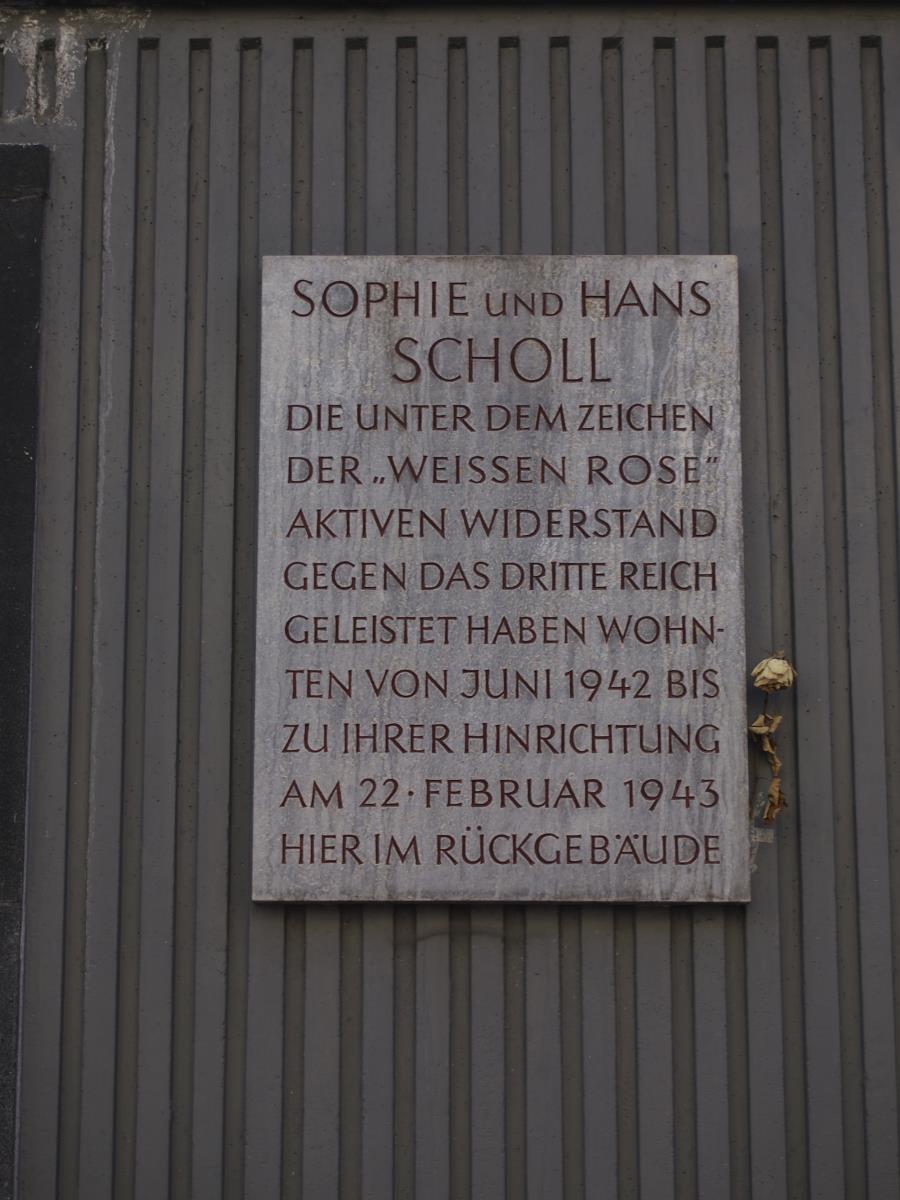 SOPHIE UND HANS
SCHOLL
DIE UNTER DEM ZEICHEN
DER „WEISSEN ROSE"
AKTIVEN WIDERSTAND
GEGEN DAS DRITTE REICH
GELEISTET HABEN WOHN-
TEN VON JUNI 1942 BIS
ZU IHRER HINRICHTUNG
AM 22· FEBRUAR 1943
HIER IM RÜCKGEBÄUDE